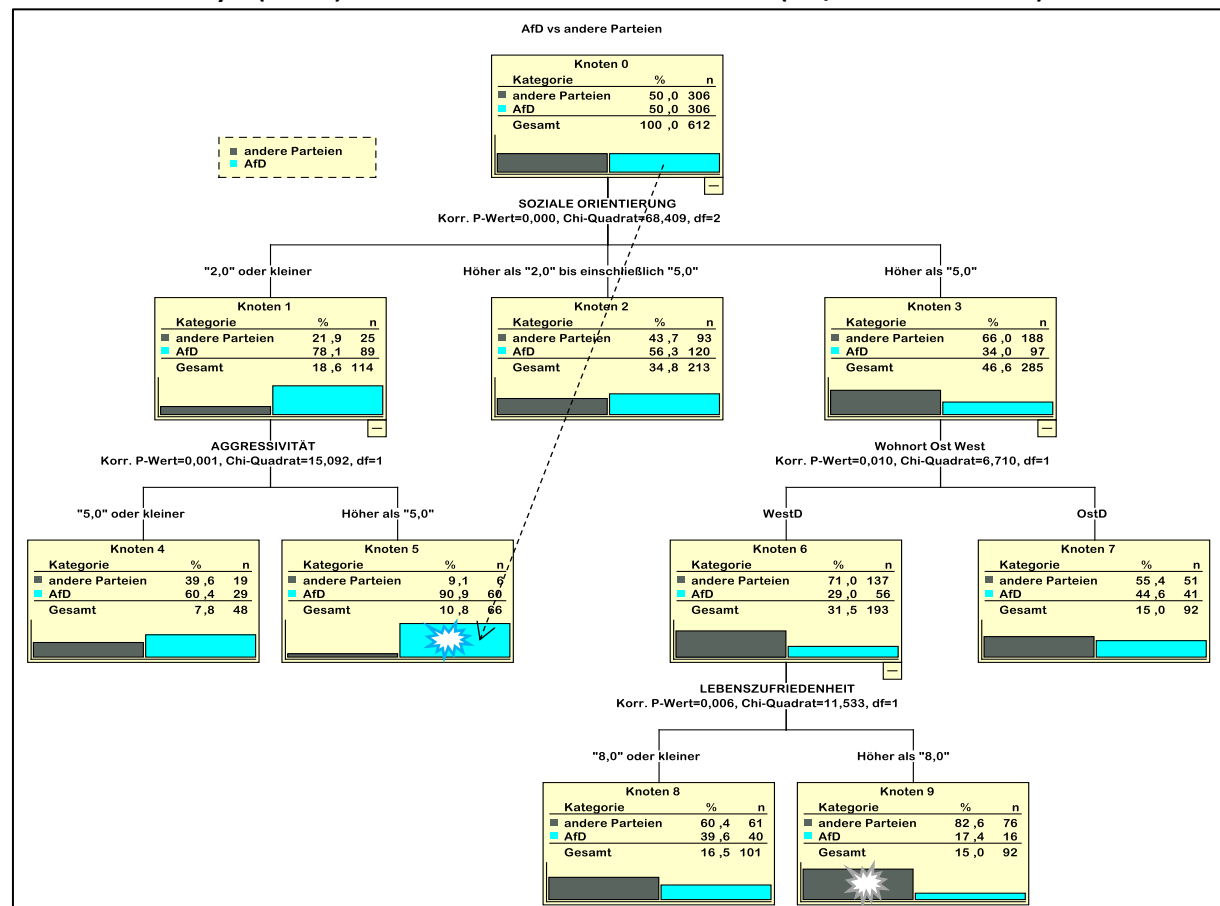 AfD vs andere Parteien
Knoten 0
Kategorie % n
andere Parteien 50 ,0 306
AfD 50 ,0 306
Gesamt 100 ,0 612
andere Parteien
AfD
SOZIALE ORIENTIERUNG
Korr. P-Wert=0,000, Chi-Quadrat=68,409, df=2
"2,0" oder kleiner
Höher als "2,0" bis einschließlich "5,0"
Höher als "5,0"
Knoten 1
Kategorie % n
andere Parteien 21 ,9 25
AfD 78 ,1 89
Gesamt 18 ,6 114
Knoten 2
Kategorie % n
andere Parteien 43 ,7 93
AfD 56 ,3 120
Gesamt 34 ,8 213
Knoten 3
Kategorie % n
andere Parteien 66 ,0 188
AfD 34 ,0 97
Gesamt 46 ,6 285
AGGRESSIVITÄT
Korr. P-Wert=0,001, Chi-Quadrat=15,092, df=1
Wohnort Ost West
Korr. P-Wert=0,010, Chi-Quadrat=6,710, df=1
"5,0" oder kleiner
Höher als "5,0"
WestD
OstD
Knoten 4
Kategorie % n
andere Parteien 39 ,6 19
AfD 60 ,4 29
Gesamt 7 ,8 48
Knoten 5
Kategorie % n
andere Parteien 9 ,1 6
AfD 90 ,9 60
Gesamt 10 ,8 66
Knoten 6
Kategorie % n
andere Parteien 71 ,0 137
AfD 29 ,0 56
Gesamt 31 ,5 193
Knoten 7
Kategorie % n
andere Parteien 55 ,4 51
AfD 44 ,6 41
Gesamt 15 ,0 92
LEBENSZUFRIEDENHEIT
Korr. P-Wert=0,006, Chi-Quadrat=11,533, df=1
"8,0" oder kleiner
Höher als "8,0"
Knoten 8
Kategorie % n
andere Parteien 60 ,4 61
AfD 39 ,6 40
Gesamt 16 ,5 101
Knoten 9
Kategorie % n
andere Parteien 82 ,6 76
AfD 17 ,4 16
Gesamt 15 ,0 92